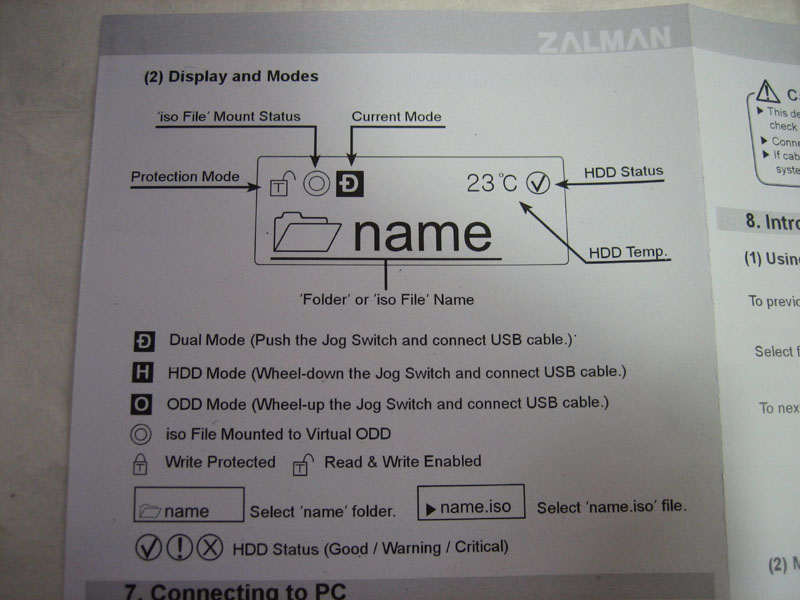 ZALMAN
(2) Display and Modes
'iso File' Mount Status
Current Mode
Protection Mode
T
Đ
23℃
HDD Status
name
HDD Temp.
'Folder' or 'iso File' Name
Đ Dual Mode (Push the Jog Switch and connect USB cable.)
H HDD Mode (Wheel-down the Jog Switch and connect USB cable.)
O ODD Mode (Wheel-up the Jog Switch and connect USB cable.)
iso File Mounted to Virtual ODD
T Write Protected T Read & Write Enabled
name Select 'name' folder. ▶ name.iso Select 'name.iso' file.
HDD Status (Good / Warning / Critical)
7. Connecting to PC
▶ This
check
▶
▶ If
8.
(1)
To
Select
To
(2)